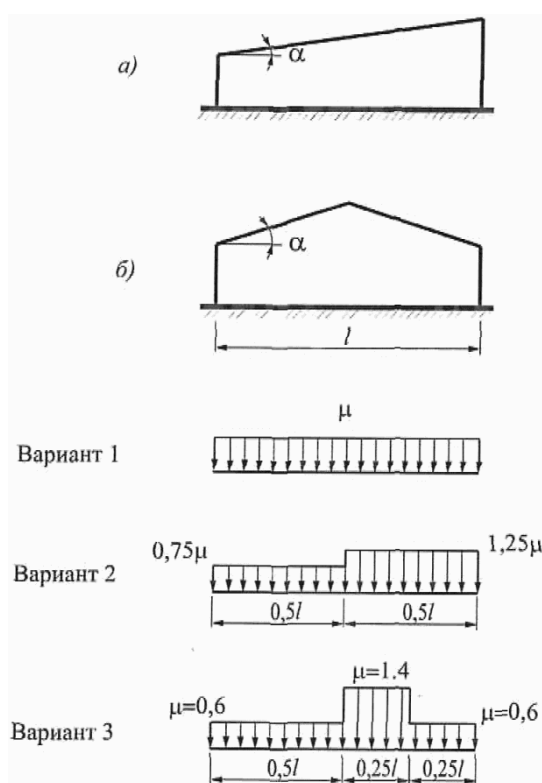 а)
α
б)
α
l
μ
Вариант 1
0,75μ
1,25μ
Вариант 2
0,5l 0,5l
μ=1.4
μ=0,6
μ=0,6
Вариант 3
0,5l 0,25l 0,25l